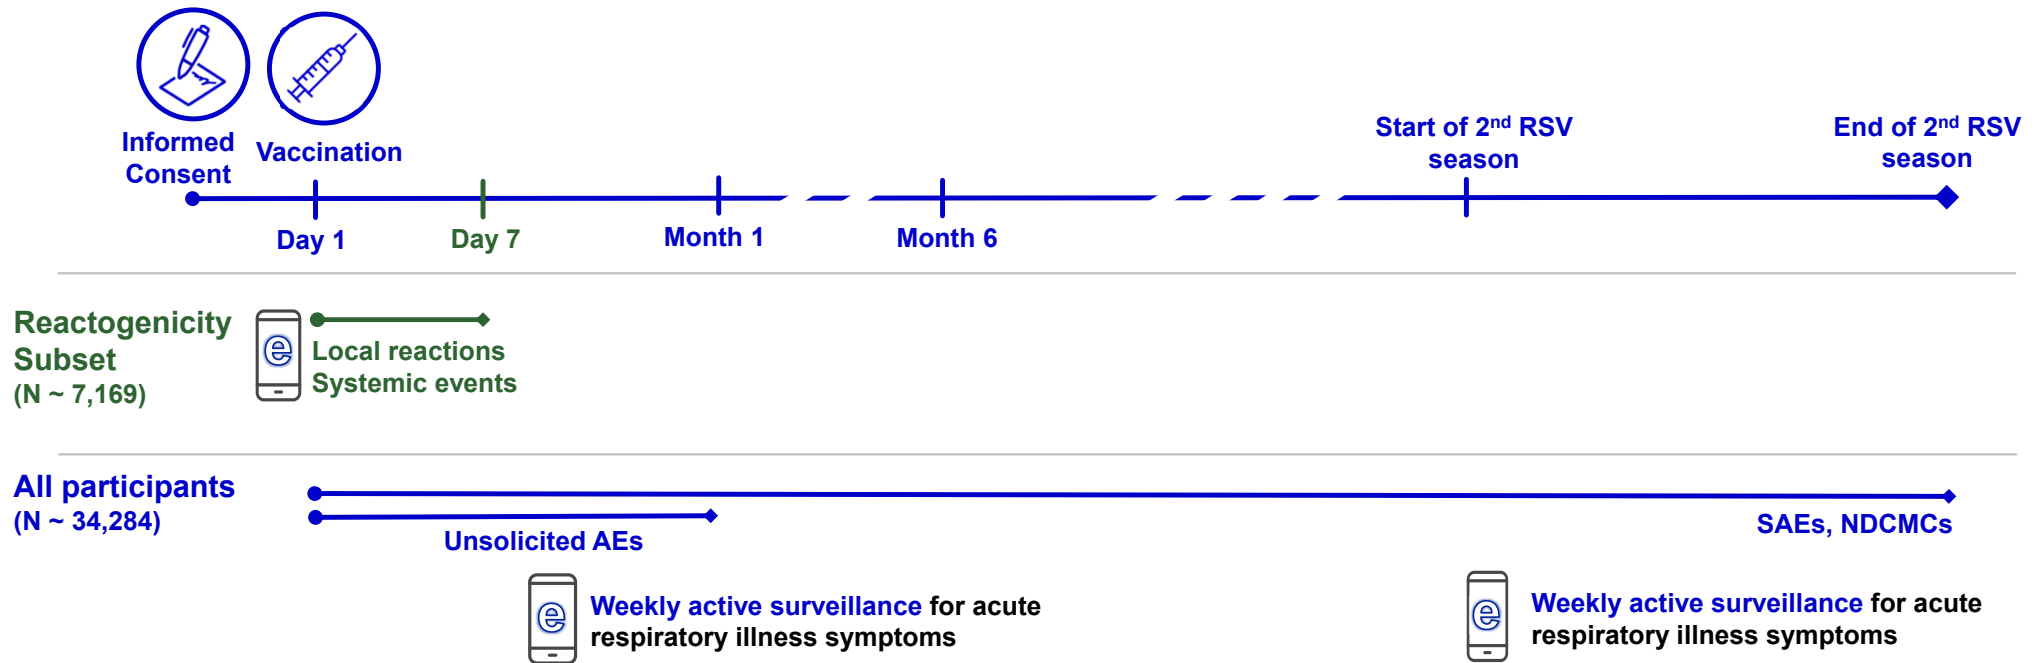 Informed
Consent
Vaccination
Start of 2nd RSV
season
End of 2nd RSV
season
Day 1
Day 7
Month 1
Month 6
Reactogenicity
Subset
(N ~ 7,169)
e
Local reactions
Systemic events
All participants
(N ~ 34,284)
Unsolicited AEs
SAEs, NDCMCs
e
Weekly active surveillance for acute
respiratory illness symptoms
e
Weekly active surveillance for acute
respiratory illness symptoms